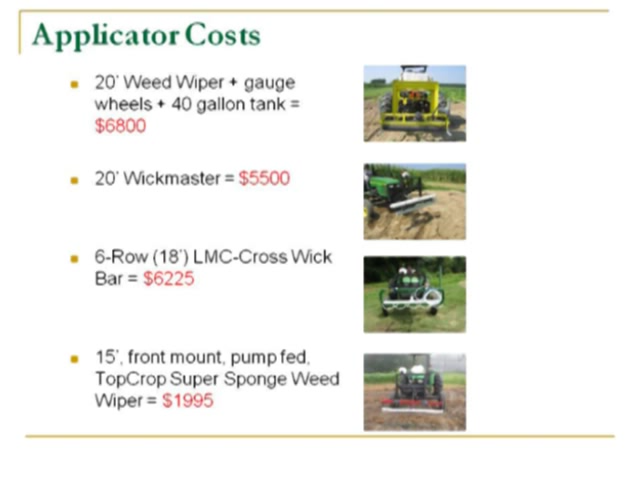 Applicator Costs
20' Weed Wiper + gauge
wheels + 40 gallon tank =
$6800
20' Wickmaster = $5500
6-Row (18') LMC-Cross Wick
Bar = $6225
15', front mount, pump fed,
TopCrop Super Sponge Weed
Wiper = $1995